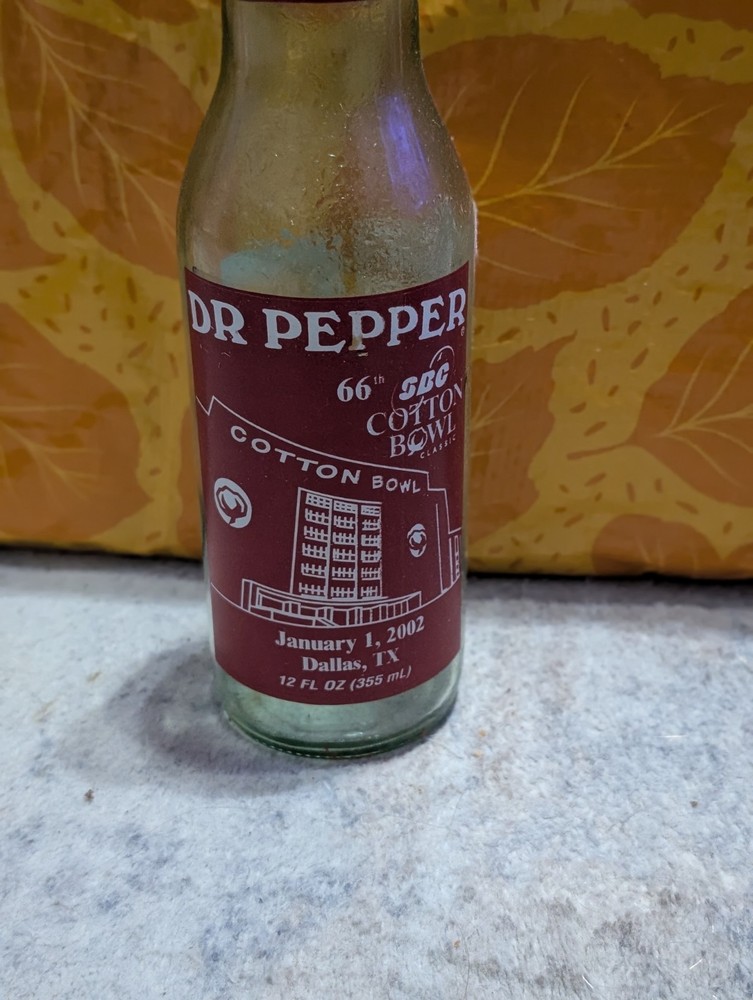 DR PEPPER®
66th SBC
COTTON
BOWL
CLASSIC
COTTON BOWL
January 1, 2002
Dallas, TX
12 FL OZ (355 mL)